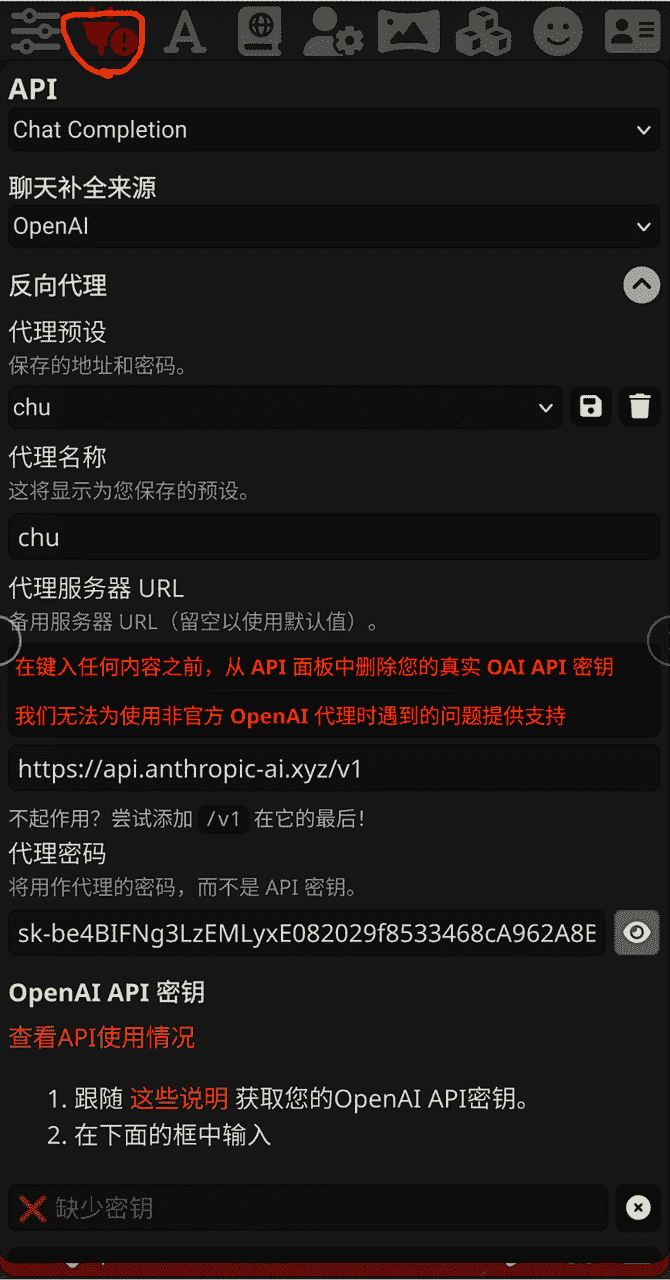 API
Chat Completion
聊天补全来源
OpenAI
反向代理
代理预设
保存的地址和密码。
chu
代理名称
这将显示为您保存的预设。
chu
代理服务器 URL
备用服务器 URL（留空以使用默认值）。
在键入任何内容之前，从 API 面板中删除您的真实 OAI API 密钥
我们无法为使用非官方 OpenAI 代理时遇到的问题提供支持
https://api.anthropic-ai.xyz/v1
不起作用？尝试添加 /v1 在它的最后！
代理密码
将用作代理的密码，而不是 API 密钥。
sk-be4BIFNg3LzEMLyxE082029f8533468cA962A8E
OpenAI API 密钥
查看API使用情况
1. 跟随 这些说明 获取您的OpenAI API密钥。
2. 在下面的框中输入
❌ 缺少密钥